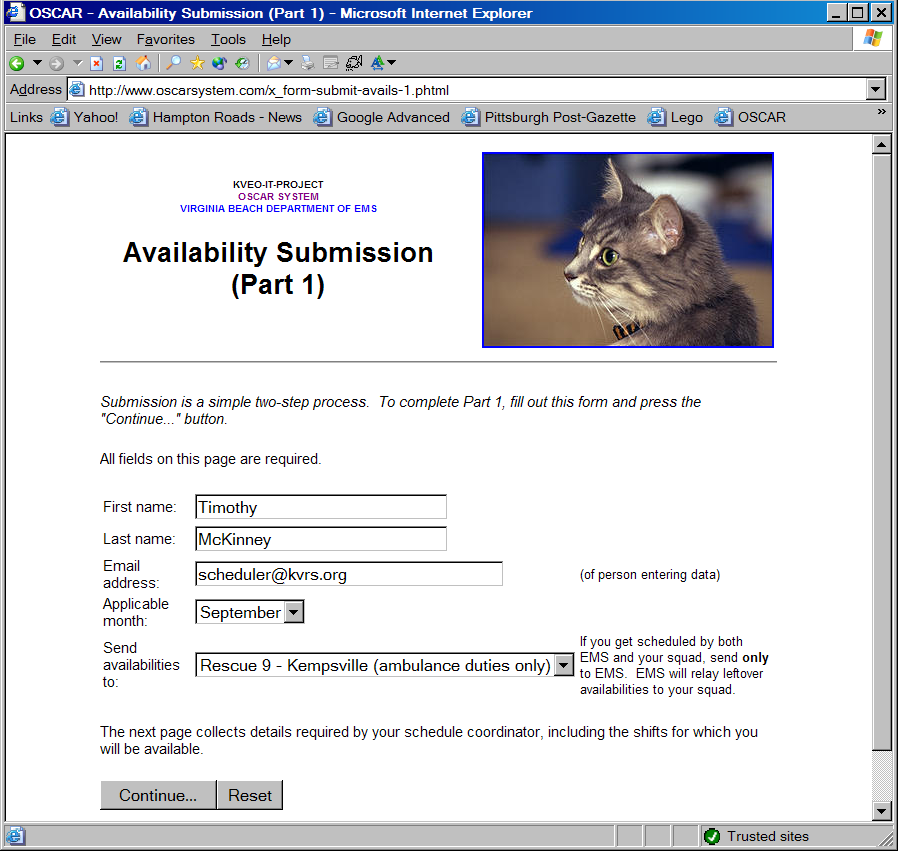 OSCAR - Availability Submission (Part 1) - Microsoft Internet Explorer
File Edit View Favorites Tools Help
Address http://www.oscarsystem.com/x_form-submit-avails-1.phtml
Links Yahoo! Hampton Roads - News Google Advanced Pittsburgh Post-Gazette Lego OSCAR »
KVEO-IT-PROJECT
OSCAR SYSTEM
VIRGINIA BEACH DEPARTMENT OF EMS
Availability Submission
(Part 1)
Submission is a simple two-step process. To complete Part 1, fill out this form and press the
"Continue..." button.
All fields on this page are required.
First name: Timothy
Last name: McKinney
Email
address: scheduler@kvrs.org (of person entering data)
Applicable
month: September
Send
availabilities
to: Rescue 9 - Kempsville (ambulance duties only)
If you get scheduled by both
EMS and your squad, send only
to EMS. EMS will relay leftover
availabilities to your squad.
The next page collects details required by your schedule coordinator, including the shifts for which you
will be available.
Continue... Reset
Trusted sites